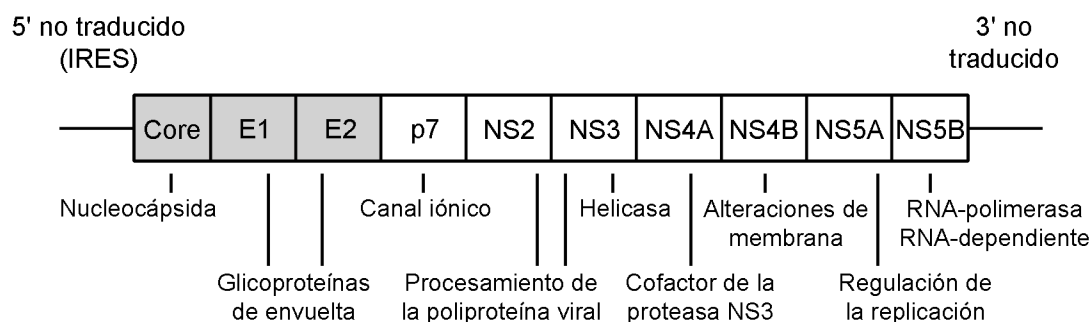 5' no traducido
(IRES)
3' no
traducido
Core E1 E2 p7 NS2 NS3 NS4A NS4B NS5A NS5B
Nucleocápsida
Canal iónico
Helicasa
Alteraciones de
membrana
RNA-polimerasa
RNA-dependiente
Glicoproteínas
de envuelta
Procesamiento de
la poliproteína viral
Cofactor de la
proteasa NS3
Regulación de
la replicación